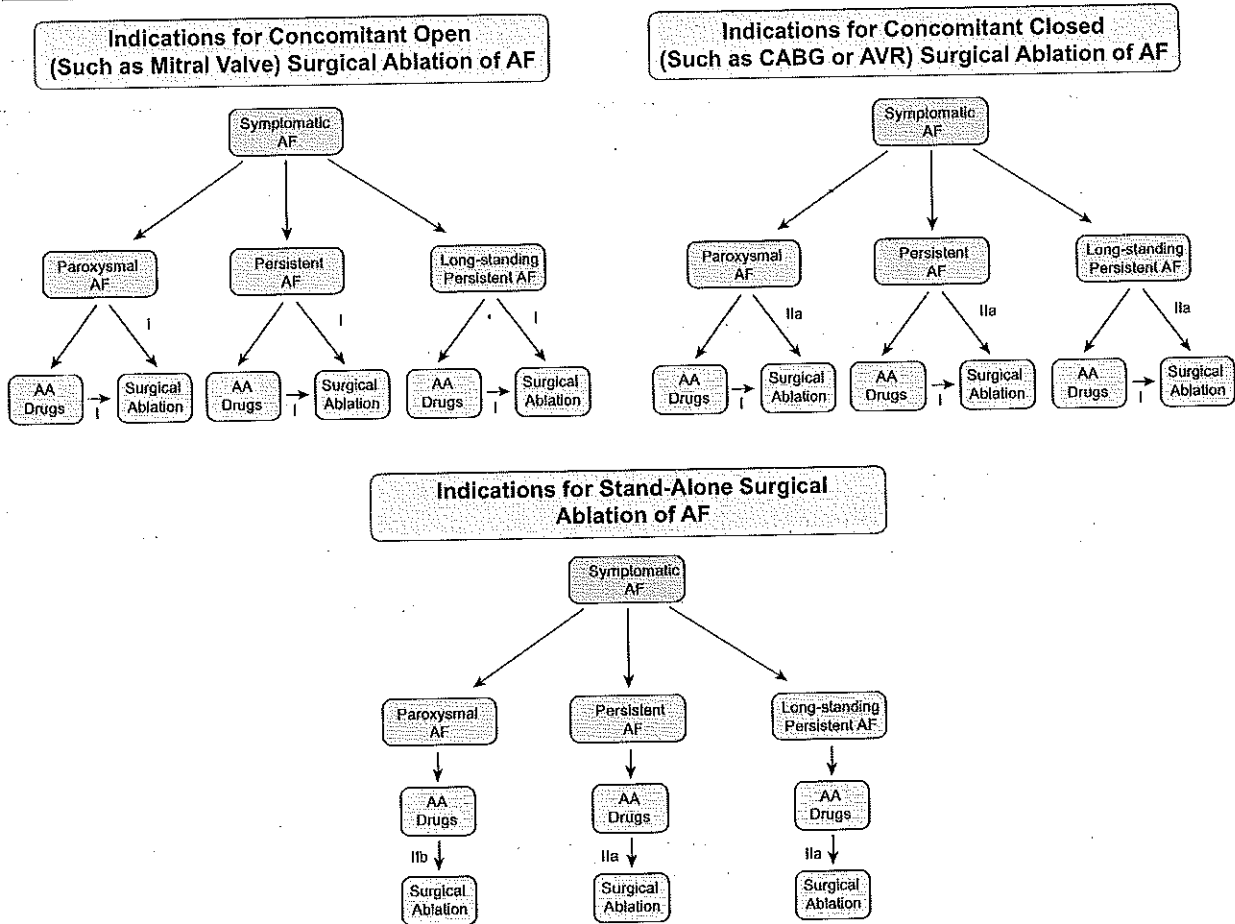 Indications for Concomitant Open
(Such as Mitral Valve) Surgical Ablation of AF
Symptomatic
AF
Paroxysmal
AF
Persistent
AF
Long-standing
Persistent AF
I
I
I
AA
Drugs
I
Surgical
Ablation
AA
Drugs
I
Surgical
Ablation
AA
Drugs
I
Surgical
Ablation
Indications for Concomitant Closed
(Such as CABG or AVR) Surgical Ablation of AF
Symptomatic
AF
Paroxysmal
AF
Persistent
AF
Long-standing
Persistent AF
IIa
IIa
IIa
AA
Drugs
I
Surgical
Ablation
AA
Drugs
I
Surgical
Ablation
AA
Drugs
I
Surgical
Ablation
Indications for Stand-Alone Surgical
Ablation of AF
Symptomatic
AF
Paroxysmal
AF
Persistent
AF
Long-standing
Persistent AF
AA
Drugs
AA
Drugs
AA
Drugs
IIb
IIa
IIa
Surgical
Ablation
Surgical
Ablation
Surgical
Ablation